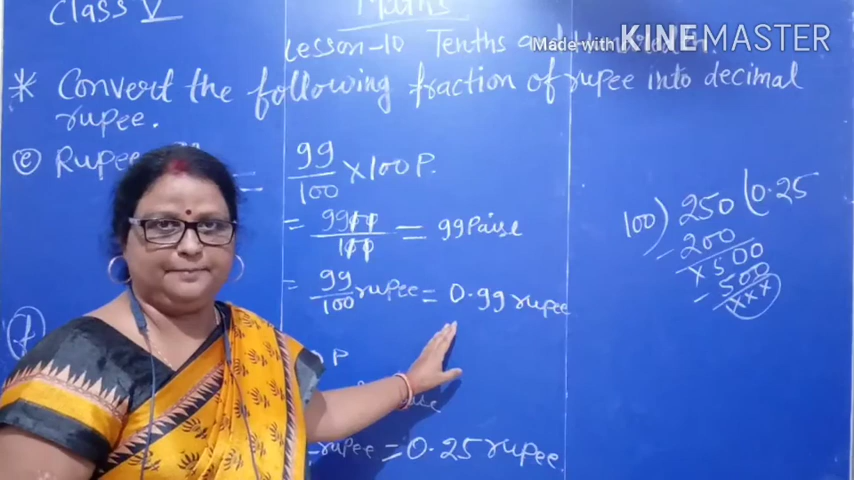 Class V
Maths
Lesson-10 Tenths and
Made with KINEMASTER
* Convert the following fraction of rupee into decimal
rupee.
(e) Rupee = 99/100 × 100 P.
= 9900/100 = 99 Paise
= 99/100 rupee = 0.99 rupee
(f)
0 P
rupee = 0.25 rupee.
100) 250 (0.25
- 200
× 500
- 500
×××